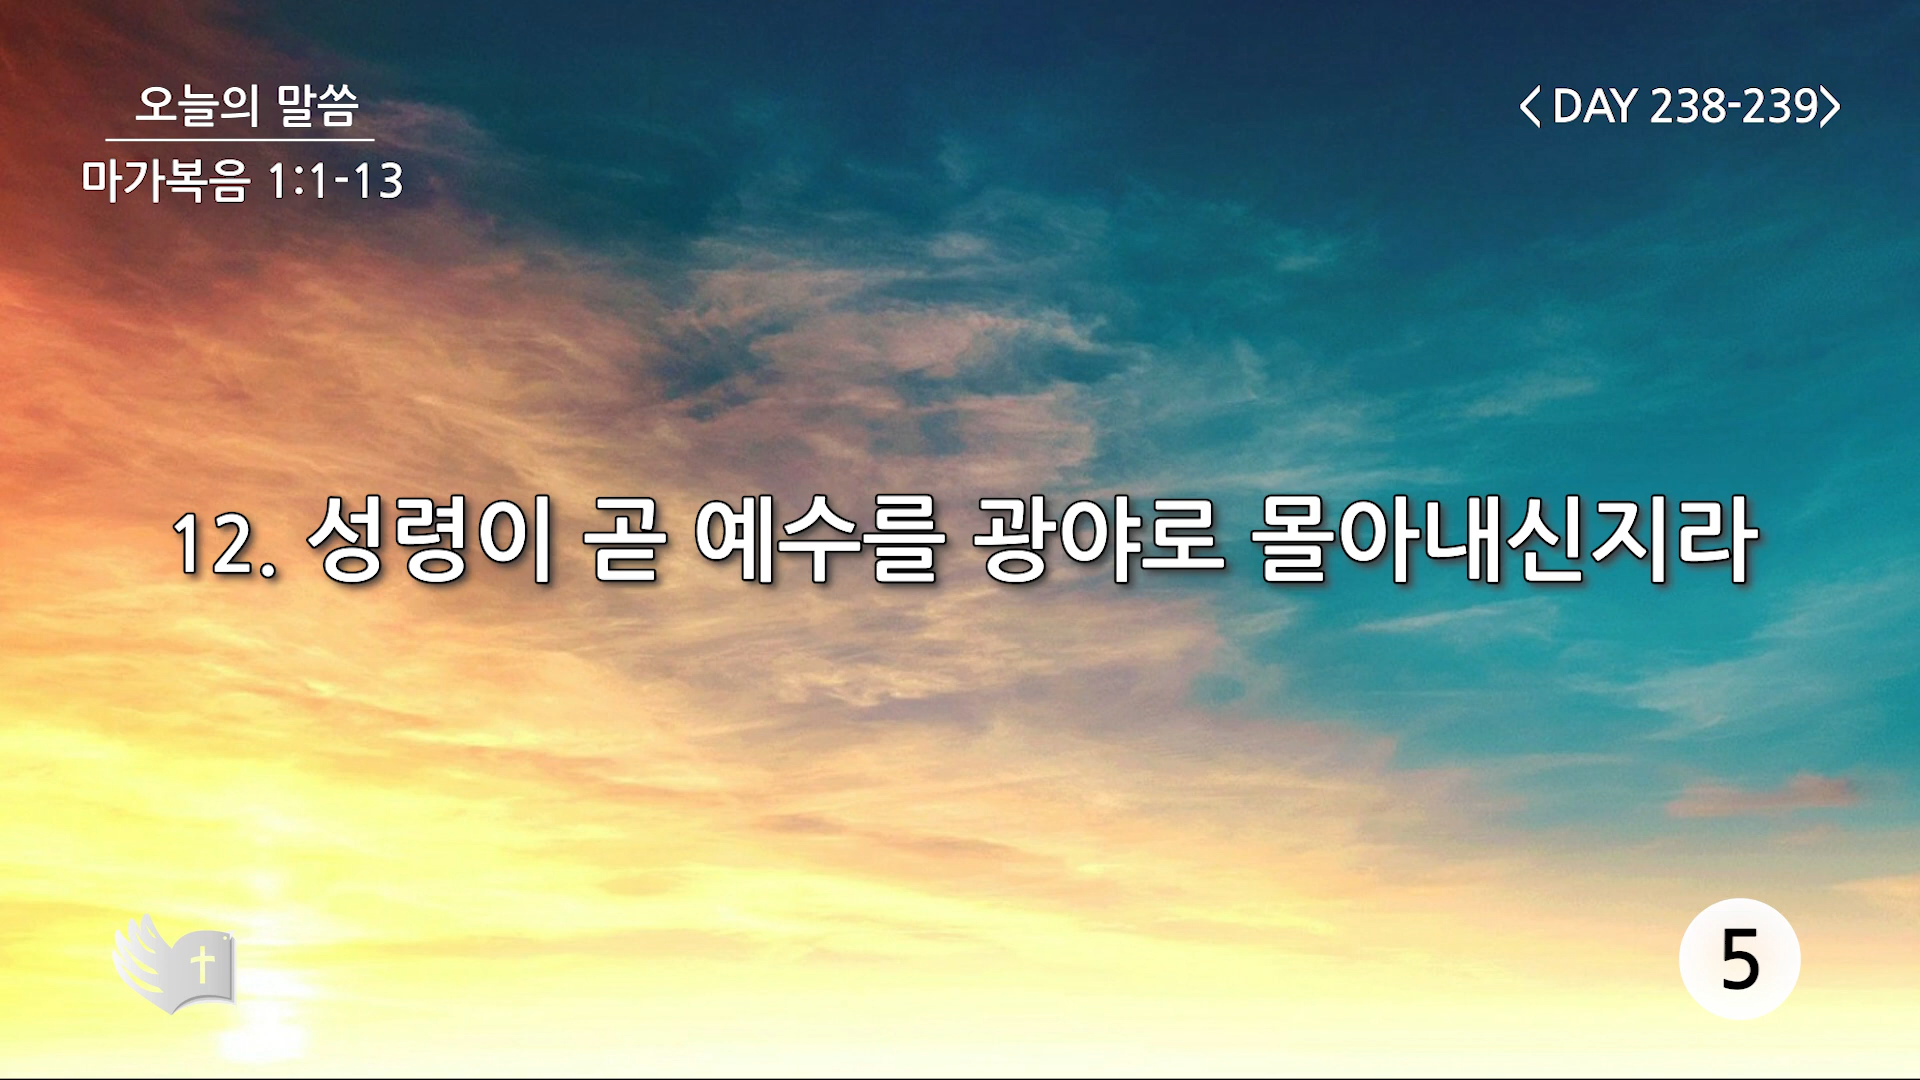 오늘의 말씀
마가복음 1:1-13
< DAY 238-239>
12. 성령이 곧 예수를 광야로 몰아내신지라
5